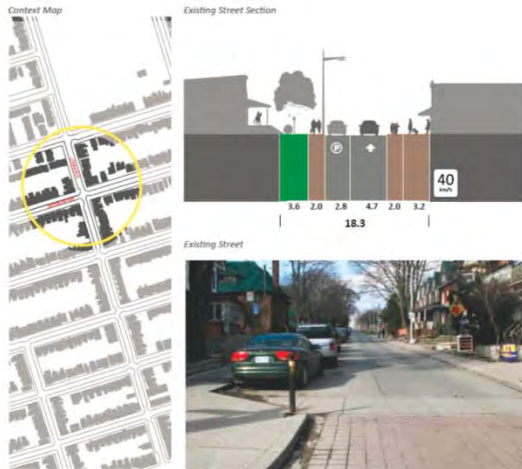 Context Map
Existing Street Section
P
40
km/h
3.6 2.0 2.8 4.7 2.0 3.2
18.3
Existing Street